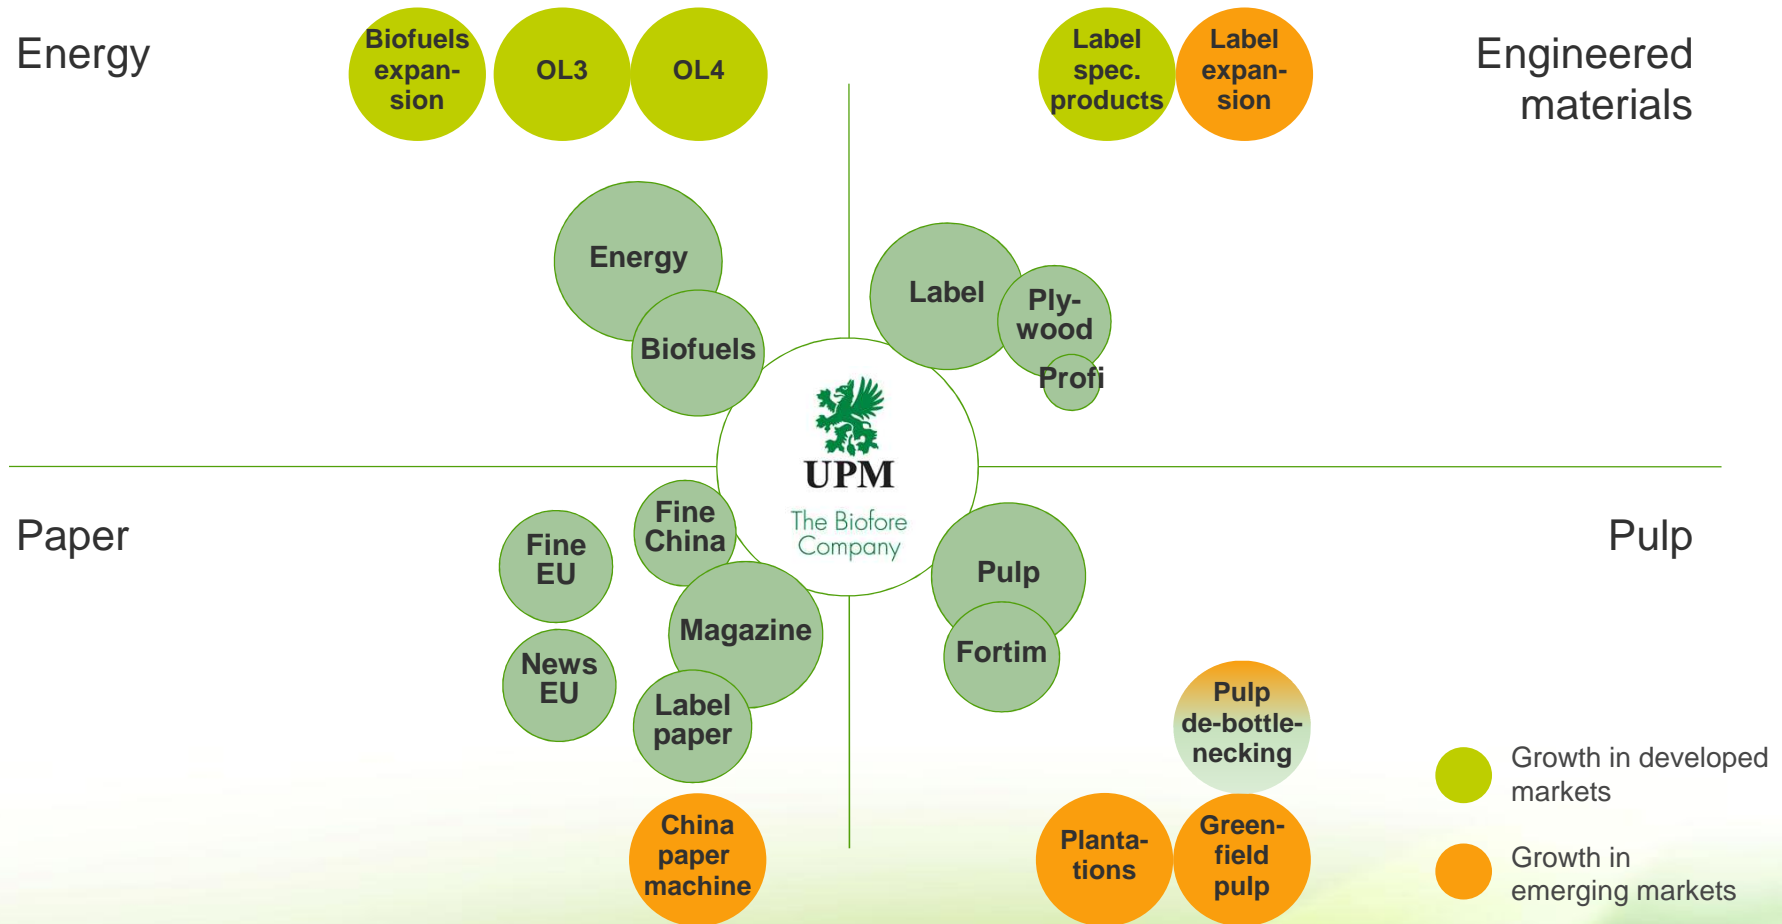 Energy
Biofuels
expan-
sion
OL3
OL4
Label
spec.
products
Label
expan-
sion
Engineered
materials
Energy
Biofuels
Label
Ply-
wood
Profi
UPM
The Biofore
Company
Paper
Fine
EU
Fine
China
Magazine
News
EU
Label
paper
China
paper
machine
Pulp
Pulp
Fortim
Pulp
de-bottle-
necking
Planta-
tions
Green-
field
pulp
Growth in developed
markets
Growth in
emerging markets